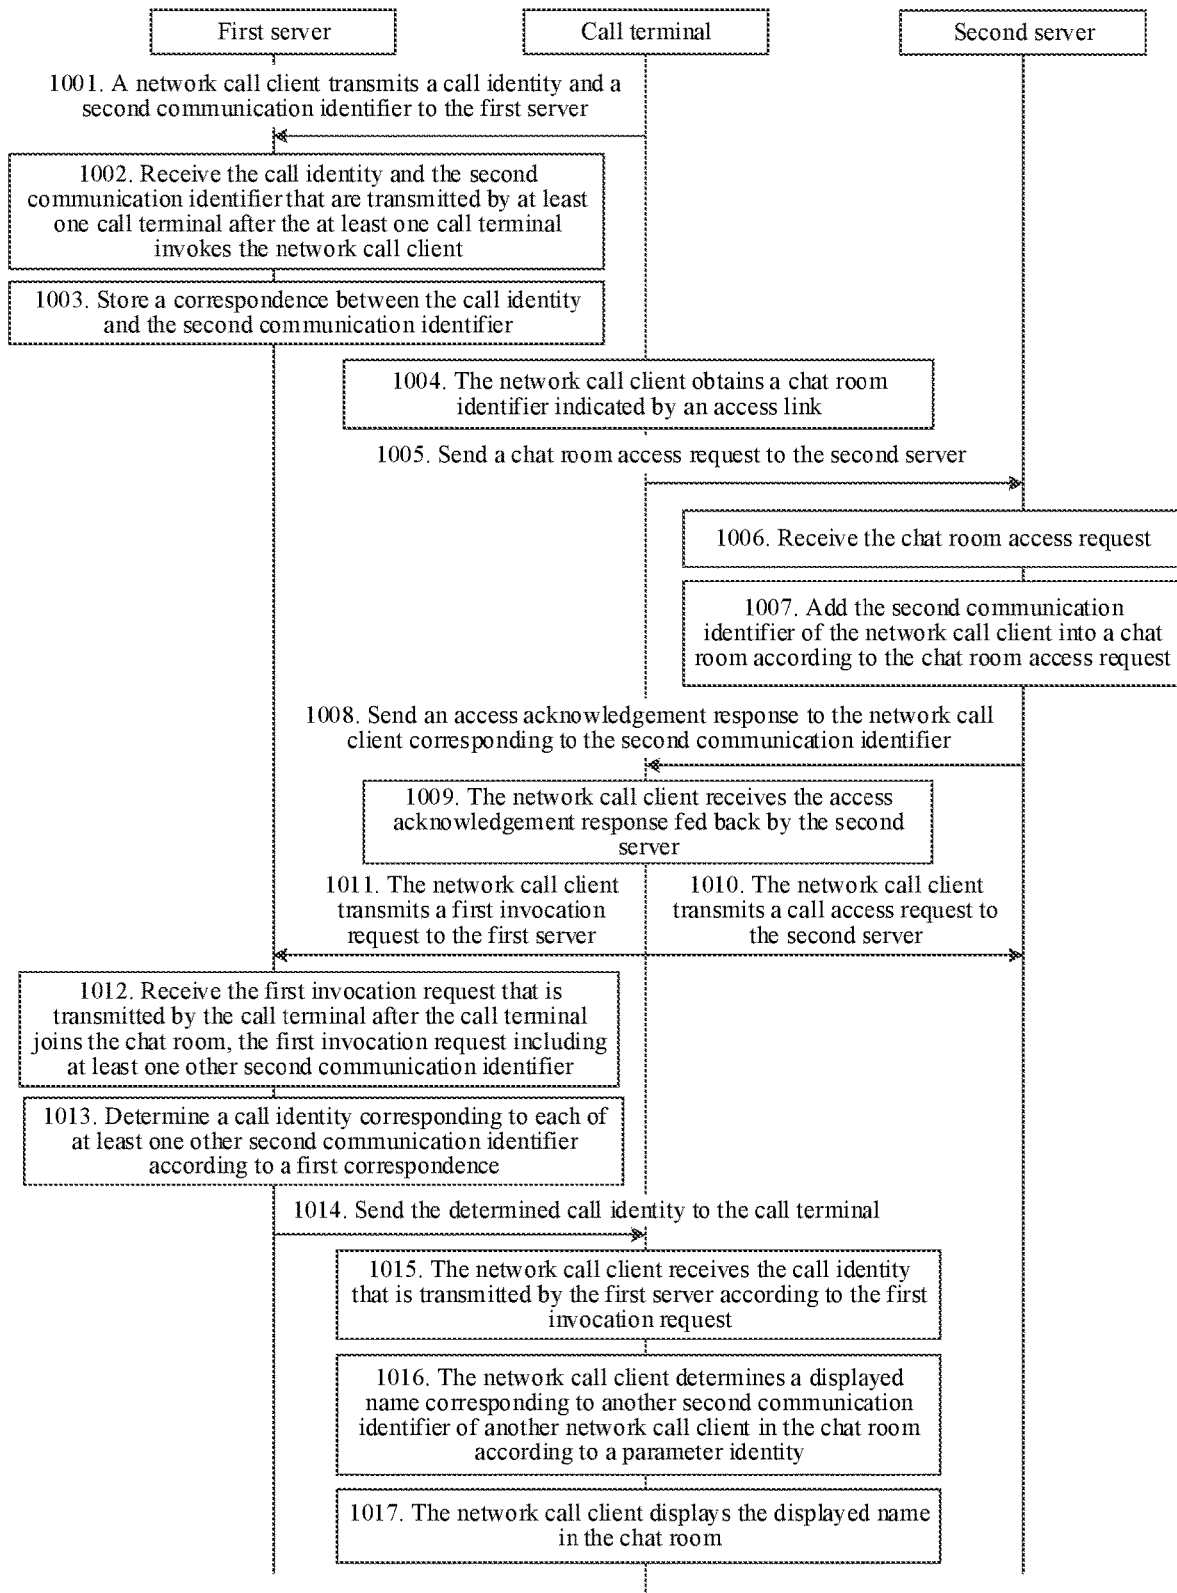 First server
Call terminal
Second server
1001. A network call client transmits a call identity and a
second communication identifier to the first server
1002. Receive the call identity and the second
communication identifier that are transmitted by at least
one call terminal after the at least one call terminal
invokes the network call client
1003. Store a correspondence between the call identity
and the second communication identifier
1004. The network call client obtains a chat room
identifier indicated by an access link
1005. Send a chat room access request to the second server
1006. Receive the chat room access request
1007. Add the second communication
identifier of the network call client into a chat
room according to the chat room access request
1008. Send an access acknowledgement response to the network call
client corresponding to the second communication identifier
1009. The network call client receives the access
acknowledgement response fed back by the second
server
1011. The network call client
transmits a first invocation
request to the first server
1010. The network call client
transmits a call access request to
the second server
1012. Receive the first invocation request that is
transmitted by the call terminal after the call terminal
joins the chat room, the first invocation request including
at least one other second communication identifier
1013. Determine a call identity corresponding to each of
at least one other second communication identifier
according to a first correspondence
1014. Send the determined call identity to the call terminal
1015. The network call client receives the call identity
that is transmitted by the first server according to the first
invocation request
1016. The network call client determines a displayed
name corresponding to another second communication
identifier of another network call client in the chat room
according to a parameter identity
1017. The network call client displays the displayed name
in the chat room